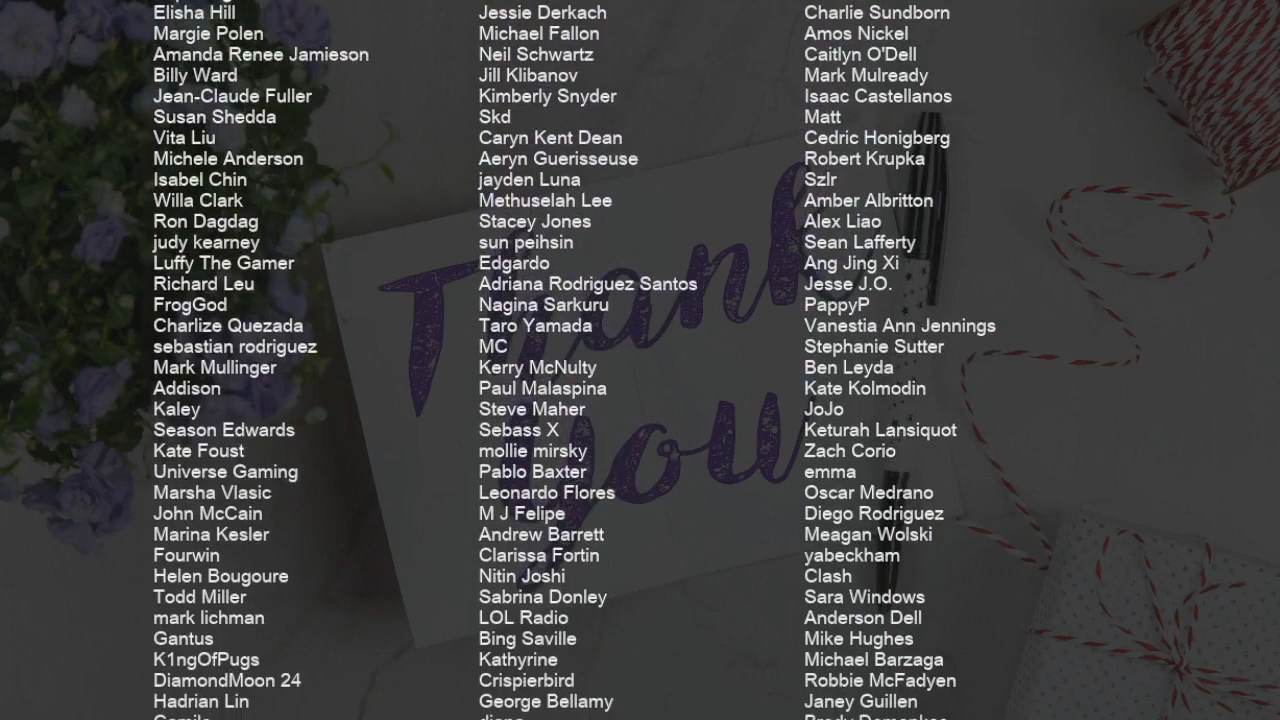 Elisha Hill
Margie Polen
Amanda Renee Jamieson
Billy Ward
Jean-Claude Fuller
Susan Shedda
Vita Liu
Michele Anderson
Isabel Chin
Willa Clark
Ron Dagdag
judy kearney
Luffy The Gamer
Richard Leu
FrogGod
Charlize Quezada
sebastian rodriguez
Mark Mullinger
Addison
Kaley
Season Edwards
Kate Foust
Universe Gaming
Marsha Vlasic
John McCain
Marina Kesler
Fourwin
Helen Bougoure
Todd Miller
mark lichman
Gantus
K1ngOfPugs
DiamondMoon 24
Hadrian Lin
Jessie Derkach
Michael Fallon
Neil Schwartz
Jill Klibanov
Kimberly Snyder
Skd
Caryn Kent Dean
Aeryn Guerisseuse
jayden Luna
Methuselah Lee
Stacey Jones
sun peihsin
Edgardo
Adriana Rodriguez Santos
Nagina Sarkuru
Taro Yamada
MC
Kerry McNulty
Paul Malaspina
Steve Maher
Sebass X
mollie mirsky
Pablo Baxter
Leonardo Flores
M J Felipe
Andrew Barrett
Clarissa Fortin
Nitin Joshi
Sabrina Donley
LOL Radio
Bing Saville
Kathyrine
Crispierbird
George Bellamy
Charlie Sundborn
Amos Nickel
Caitlyn O'Dell
Mark Mulready
Isaac Castellanos
Matt
Cedric Honigberg
Robert Krupka
Szlr
Amber Albritton
Alex Liao
Sean Lafferty
Ang Jing Xi
Jesse J.O.
PappyP
Vanestia Ann Jennings
Stephanie Sutter
Ben Leyda
Kate Kolmodin
JoJo
Keturah Lansiquot
Zach Corio
emma
Oscar Medrano
Diego Rodriguez
Meagan Wolski
yabeckham
Clash
Sara Windows
Anderson Dell
Mike Hughes
Michael Barzaga
Robbie McFadyen
Janey Guillen
Thank
you